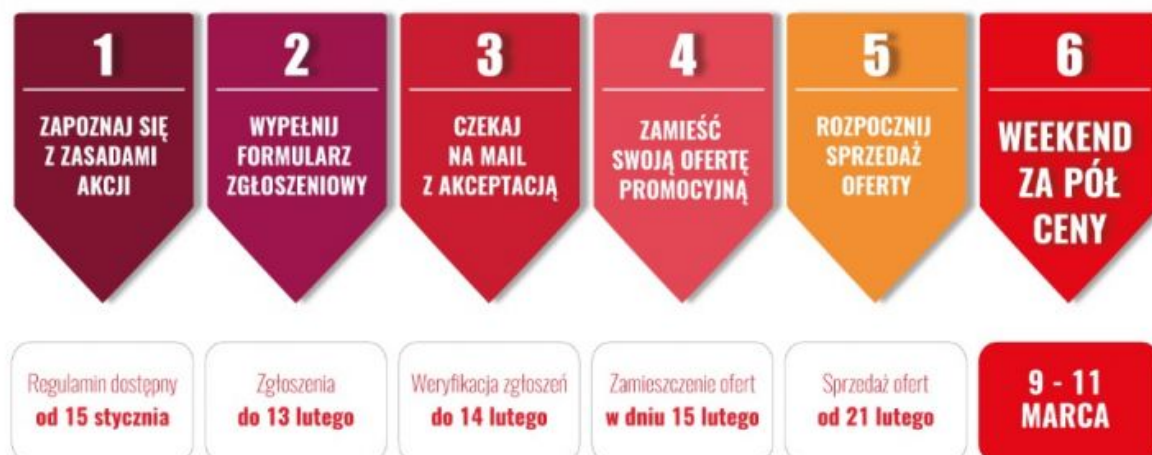 1
ZAPOZNAJ SIĘ
Z ZASADAMI
AKCJI
2
WYPEŁNIJ
FORMULARZ
ZGŁOSZENIOWY
3
CZEKAJ
NA MAIL
Z AKCEPTACJĄ
4
ZAMIEŚĆ
SWOJĄ OFERTĘ
PROMOCYJNĄ
5
ROZPOCZNIJ
SPRZEDAŻ
OFERTY
6
WEEKEND
ZA PÓŁ
CENY
Regulamin dostępny
od 15 stycznia
Zgłoszenia
do 13 lutego
Weryfikacja zgłoszeń
do 14 lutego
Zamieszczenie ofert
w dniu 15 lutego
Sprzedaż ofert
od 21 lutego
9 - 11
MARCA